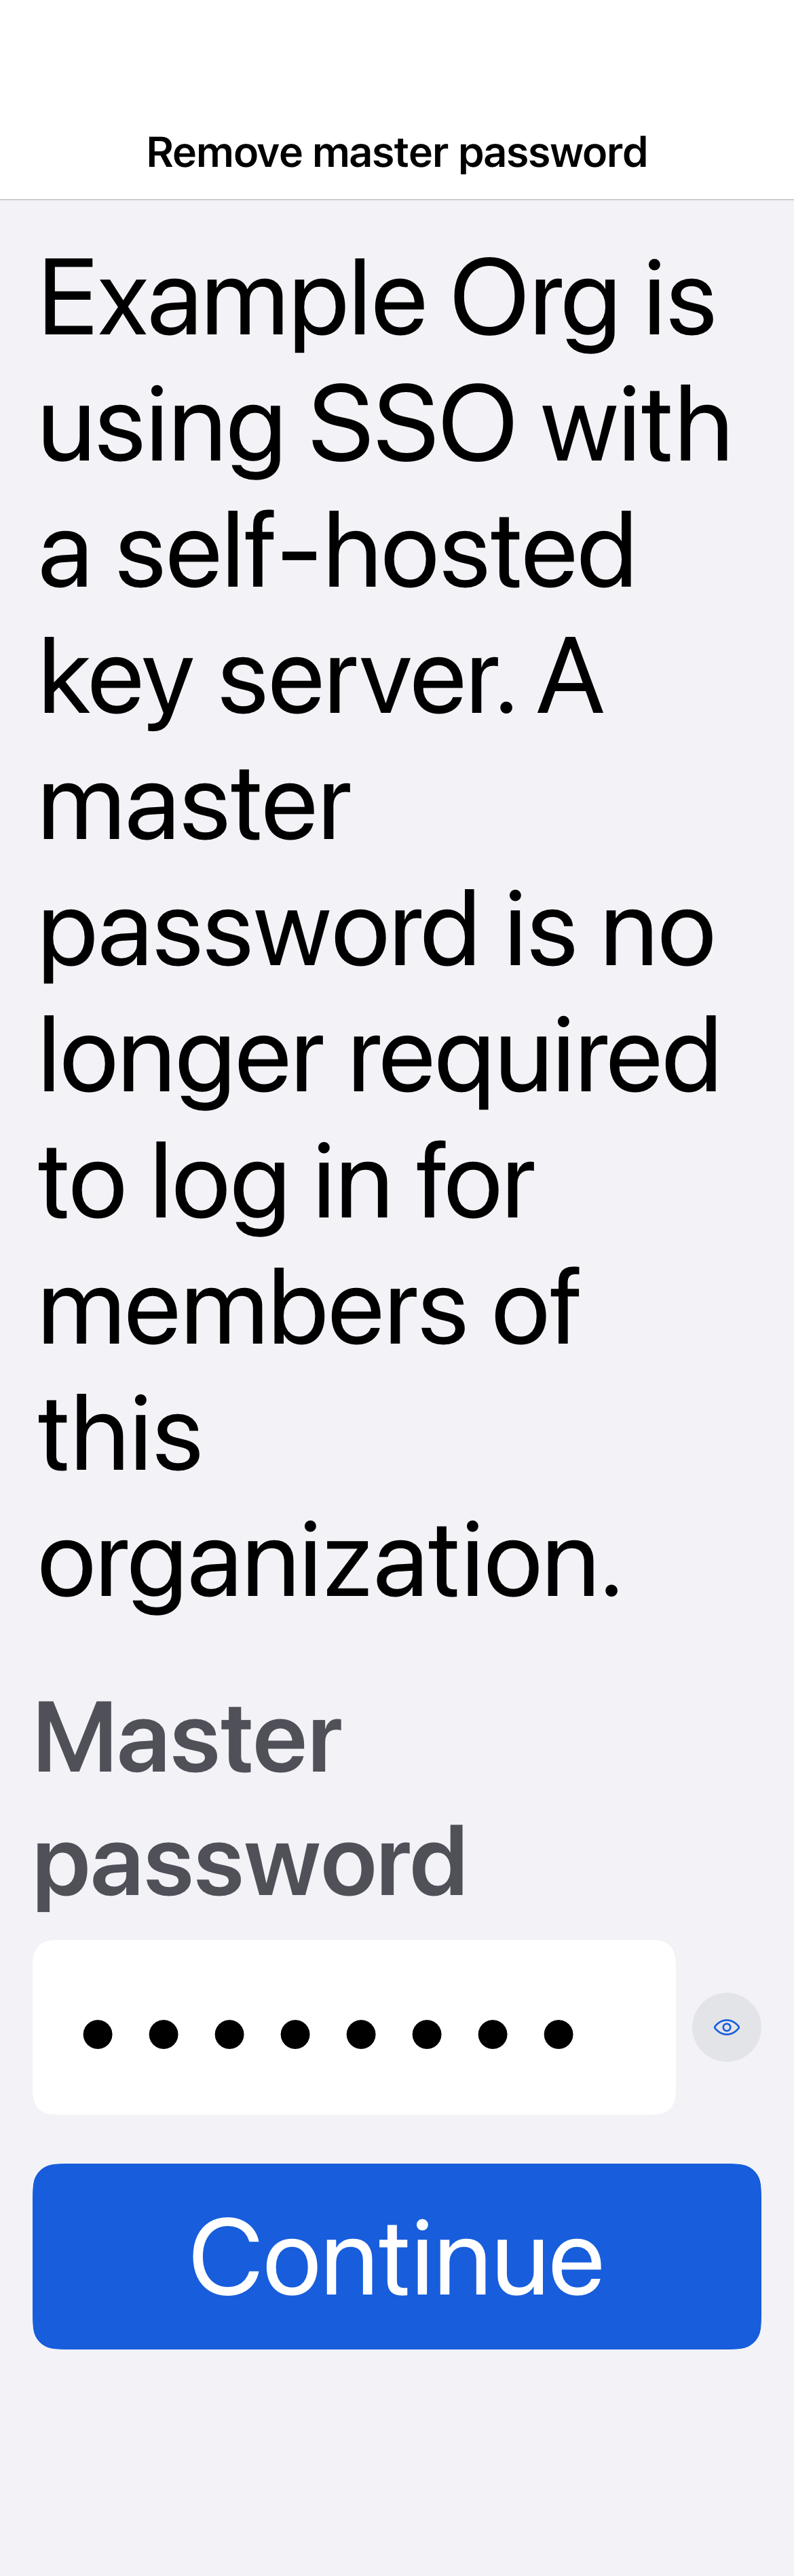 Remove master password
Example Org is
using SSO with
a self-hosted
key server. A
master
password is no
longer required
to log in for
members of
this
organization.
Master
password
••••••••
Continue